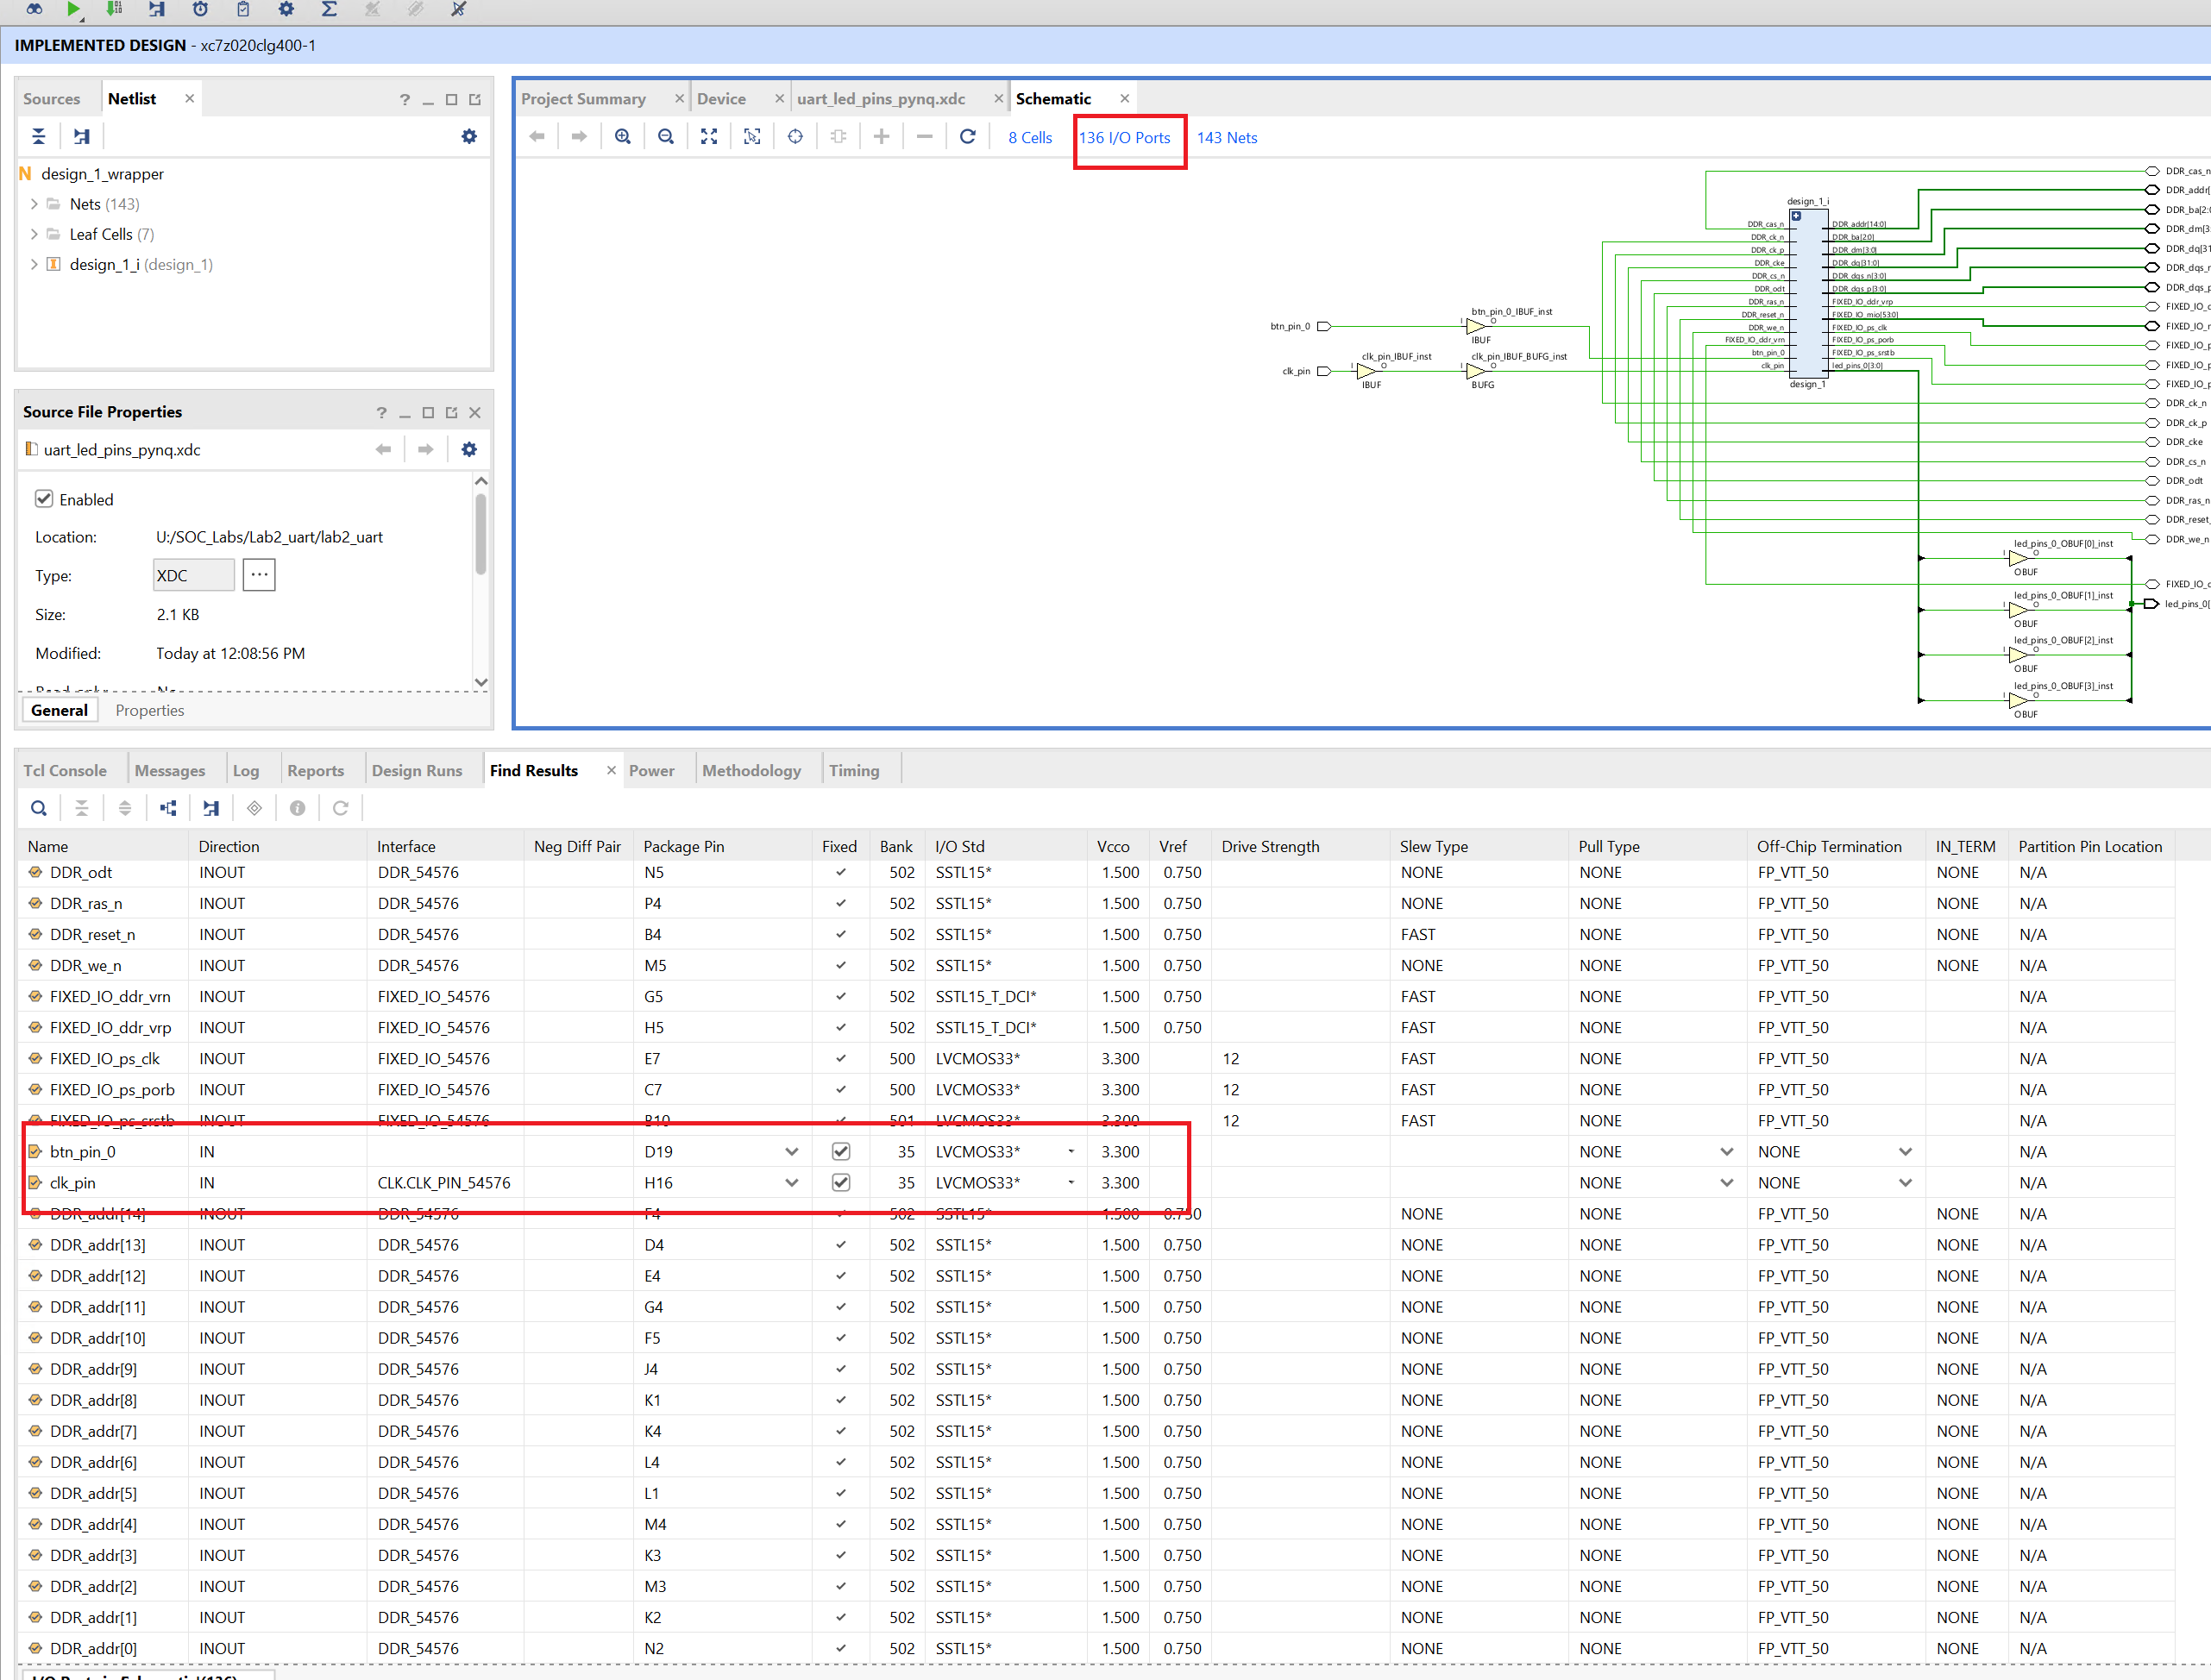 IMPLEMENTED DESIGN - xc7z020clg400-1
Sources Netlist
design_1_wrapper
Nets (143)
Leaf Cells (7)
design_1_i (design_1)
Source File Properties
uart_led_pins_pynq.xdc
Enabled
Location: U:/SOC_Labs/Lab2_uart/lab2_uart
Type: XDC
Size: 2.1 KB
Modified: Today at 12:08:56 PM
General Properties
Project Summary Device uart_led_pins_pynq.xdc Schematic
8 Cells 136 I/O Ports 143 Nets
btn_pin_0
clk_pin
btn_pin_0_IBUF_inst
I O
IBUF
clk_pin_IBUF_inst
I O
IBUF
clk_pin_IBUF_BUFG_inst
I O
BUFG
design_1_i
DDR_cas_n DDR_addr[14:0]
DDR_ck_n DDR_ba[2:0]
DDR_ck_p DDR_dm[3:0]
DDR_cke DDR_dq[31:0]
DDR_cs_n DDR_dqs_n[3:0]
DDR_odt DDR_dqs_p[3:0]
DDR_ras_n FIXED_IO_ddr_vrp
DDR_reset_n FIXED_IO_mio[53:0]
DDR_we_n FIXED_IO_ps_clk
FIXED_IO_ddr_vrn FIXED_IO_ps_porb
btn_pin_0 FIXED_IO_ps_srstb
clk_pin led_pins_0[3:0]
design_1
DDR_cas_n
DDR_addr[
DDR_ba[2:0
DDR_dm[3:
DDR_dq[31
DDR_dqs_n
DDR_dqs_p
FIXED_IO_d
FIXED_IO_m
FIXED_IO_p
FIXED_IO_p
FIXED_IO_p
DDR_ck_n
DDR_ck_p
DDR_cke
DDR_cs_n
DDR_odt
DDR_ras_n
DDR_reset_
DDR_we_n
FIXED_IO_d
led_pins_0[
led_pins_0_OBUF[0]_inst
I O
OBUF
led_pins_0_OBUF[1]_inst
I O
OBUF
led_pins_0_OBUF[2]_inst
I O
OBUF
led_pins_0_OBUF[3]_inst
I O
OBUF
Tcl Console Messages Log Reports Design Runs Find Results Power Methodology Timing
Name Direction Interface Neg Diff Pair Package Pin Fixed Bank I/O Std Vcco Vref Drive Strength Slew Type Pull Type Off-Chip Termination IN_TERM Partition Pin Location
DDR_odt INOUT DDR_54576 N5 502 SSTL15* 1.500 0.750 NONE NONE FP_VTT_50 NONE N/A
DDR_ras_n INOUT DDR_54576 P4 502 SSTL15* 1.500 0.750 NONE NONE FP_VTT_50 NONE N/A
DDR_reset_n INOUT DDR_54576 B4 502 SSTL15* 1.500 0.750 FAST NONE FP_VTT_50 NONE N/A
DDR_we_n INOUT DDR_54576 M5 502 SSTL15* 1.500 0.750 NONE NONE FP_VTT_50 NONE N/A
FIXED_IO_ddr_vrn INOUT FIXED_IO_54576 G5 502 SSTL15_T_DCI* 1.500 0.750 FAST NONE FP_VTT_50 N/A
FIXED_IO_ddr_vrp INOUT FIXED_IO_54576 H5 502 SSTL15_T_DCI* 1.500 0.750 FAST NONE FP_VTT_50 N/A
FIXED_IO_ps_clk INOUT FIXED_IO_54576 E7 500 LVCMOS33* 3.300 12 FAST NONE FP_VTT_50 N/A
FIXED_IO_ps_porb INOUT FIXED_IO_54576 C7 500 LVCMOS33* 3.300 12 FAST NONE FP_VTT_50 N/A
FIXED_IO_ps_srstb INOUT FIXED_IO_54576 B10 501 LVCMOS33* 3.300 12 FAST NONE FP_VTT_50 N/A
btn_pin_0 IN D19 35 LVCMOS33* 3.300 NONE NONE N/A
clk_pin IN CLK.CLK_PIN_54576 H16 35 LVCMOS33* 3.300 NONE NONE N/A
DDR_addr[14] INOUT DDR_54576 F4 502 SSTL15* 1.500 0.750 NONE NONE FP_VTT_50 NONE N/A
DDR_addr[13] INOUT DDR_54576 D4 502 SSTL15* 1.500 0.750 NONE NONE FP_VTT_50 NONE N/A
DDR_addr[12] INOUT DDR_54576 E4 502 SSTL15* 1.500 0.750 NONE NONE FP_VTT_50 NONE N/A
DDR_addr[11] INOUT DDR_54576 G4 502 SSTL15* 1.500 0.750 NONE NONE FP_VTT_50 NONE N/A
DDR_addr[10] INOUT DDR_54576 F5 502 SSTL15* 1.500 0.750 NONE NONE FP_VTT_50 NONE N/A
DDR_addr[9] INOUT DDR_54576 J4 502 SSTL15* 1.500 0.750 NONE NONE FP_VTT_50 NONE N/A
DDR_addr[8] INOUT DDR_54576 K1 502 SSTL15* 1.500 0.750 NONE NONE FP_VTT_50 NONE N/A
DDR_addr[7] INOUT DDR_54576 K4 502 SSTL15* 1.500 0.750 NONE NONE FP_VTT_50 NONE N/A
DDR_addr[6] INOUT DDR_54576 L4 502 SSTL15* 1.500 0.750 NONE NONE FP_VTT_50 NONE N/A
DDR_addr[5] INOUT DDR_54576 L1 502 SSTL15* 1.500 0.750 NONE NONE FP_VTT_50 NONE N/A
DDR_addr[4] INOUT DDR_54576 M4 502 SSTL15* 1.500 0.750 NONE NONE FP_VTT_50 NONE N/A
DDR_addr[3] INOUT DDR_54576 K3 502 SSTL15* 1.500 0.750 NONE NONE FP_VTT_50 NONE N/A
DDR_addr[2] INOUT DDR_54576 M3 502 SSTL15* 1.500 0.750 NONE NONE FP_VTT_50 NONE N/A
DDR_addr[1] INOUT DDR_54576 K2 502 SSTL15* 1.500 0.750 NONE NONE FP_VTT_50 NONE N/A
DDR_addr[0] INOUT DDR_54576 N2 502 SSTL15* 1.500 0.750 NONE NONE FP_VTT_50 NONE N/A